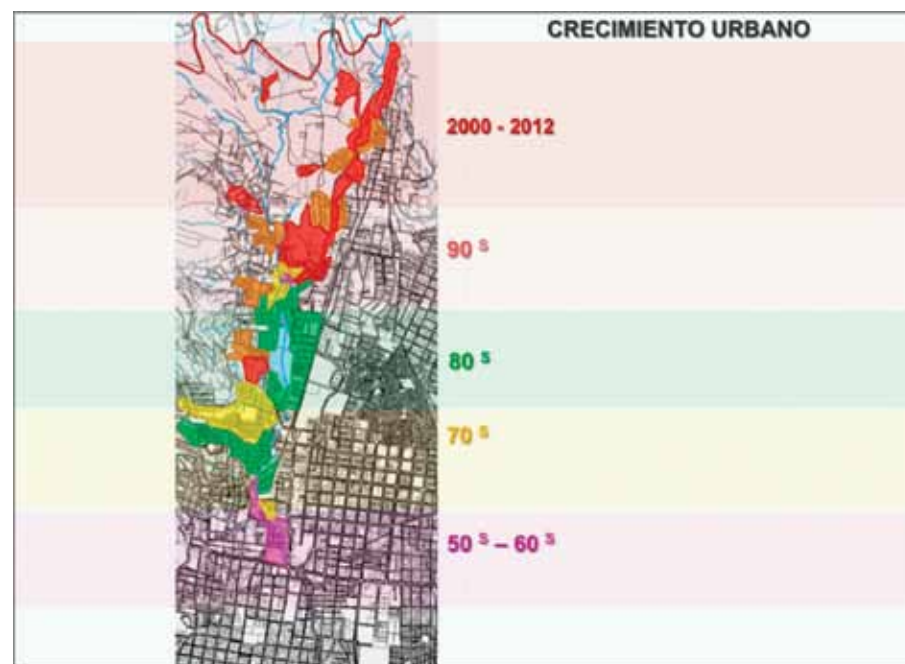 CRECIMIENTO URBANO
2000 - 2012
90 S
80 S
70 S
50 S – 60 S